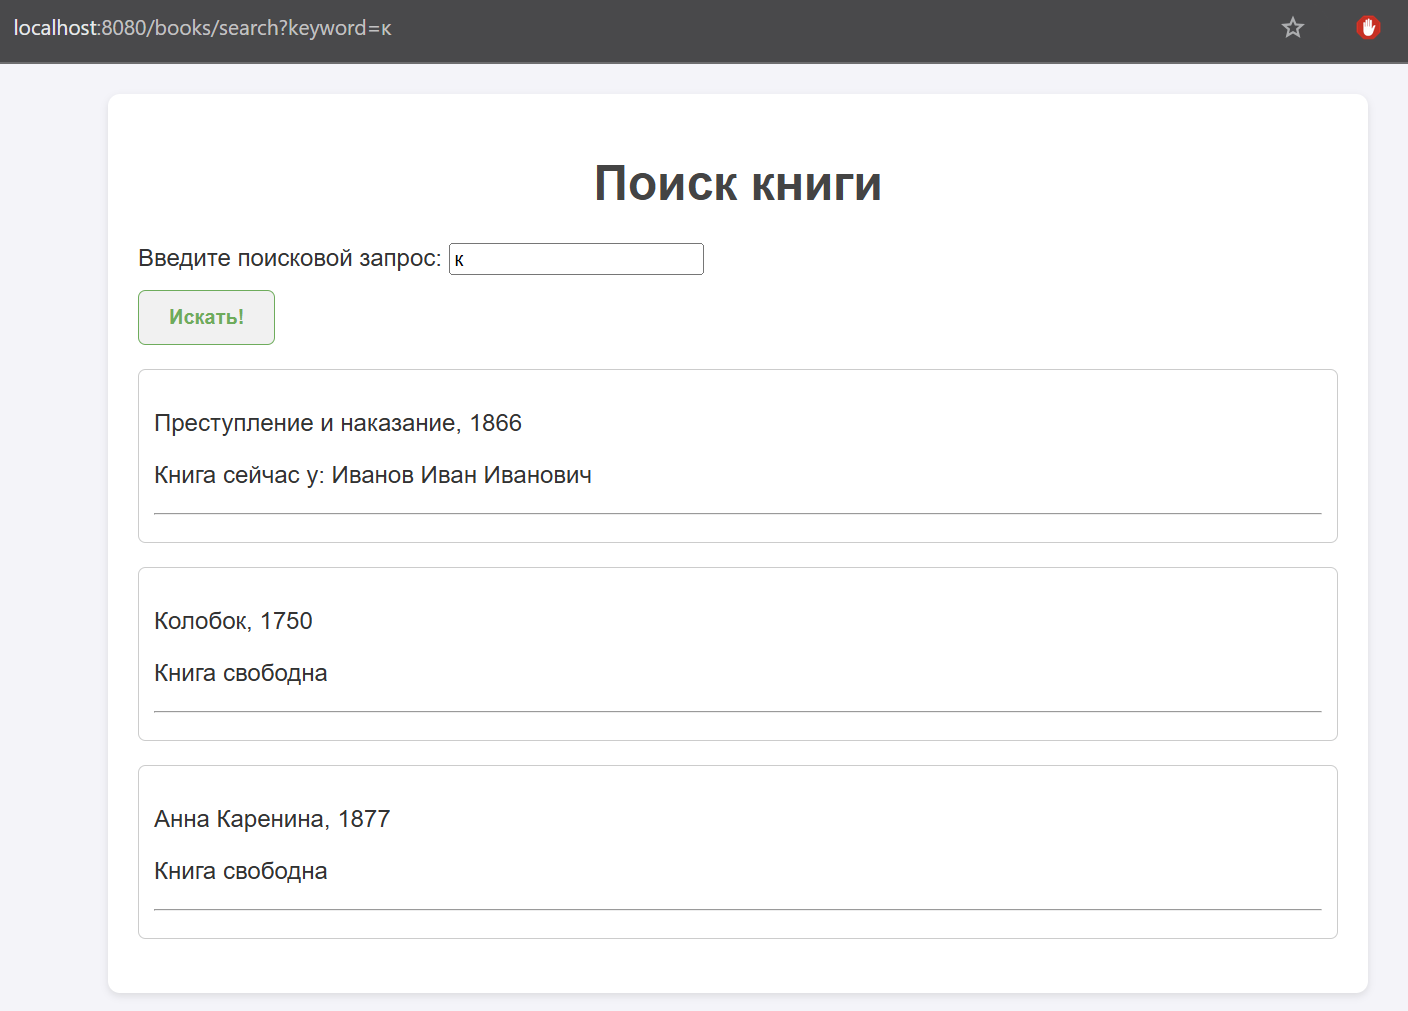 localhost:8080/books/search?keyword=к
Поиск книги
Введите поисковой запрос: к
Искать!
Преступление и наказание, 1866
Книга сейчас у: Иванов Иван Иванович
Колобок, 1750
Книга свободна
Анна Каренина, 1877
Книга свободна